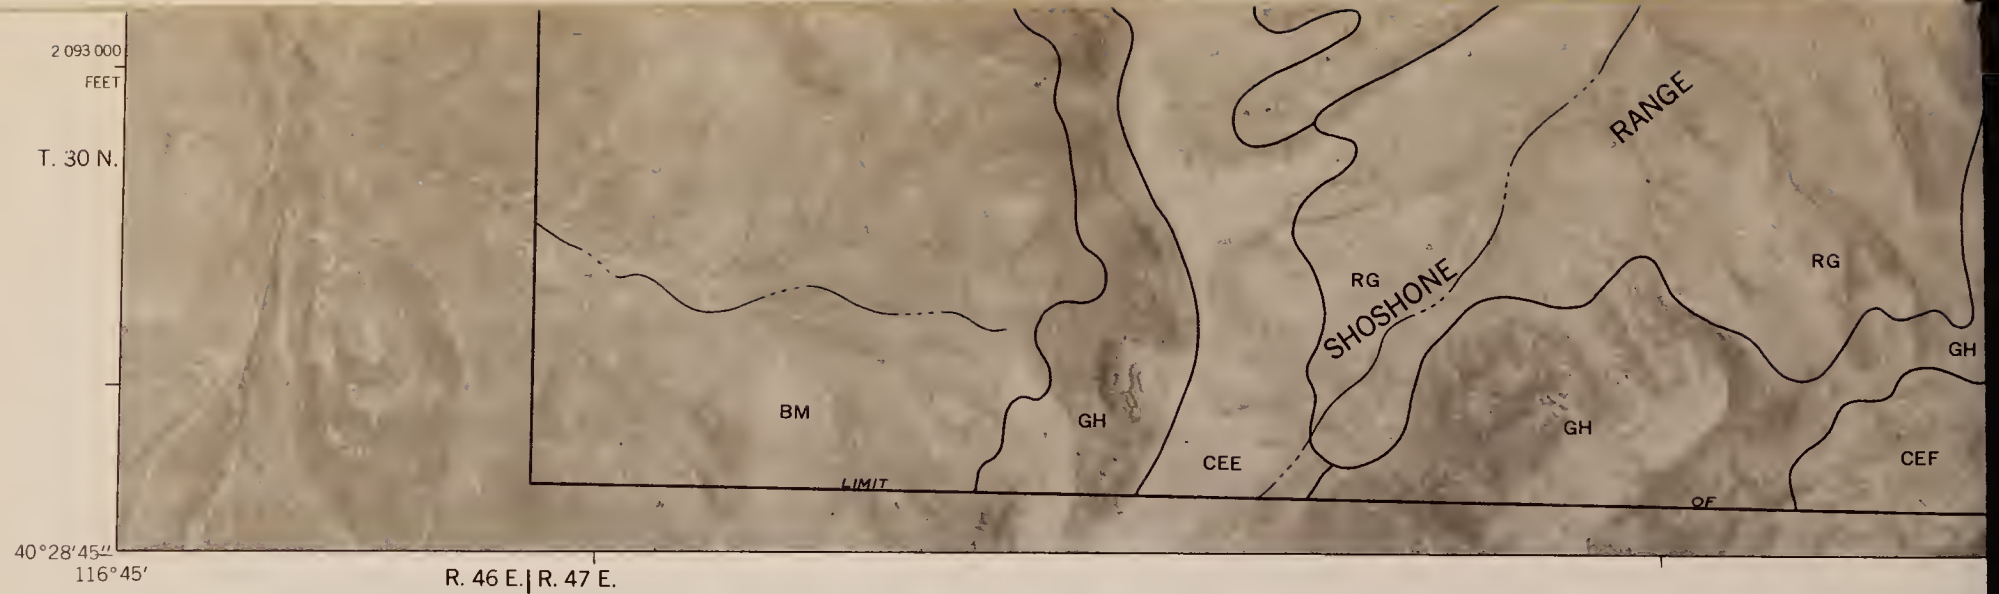 2 093 000
FEET
T. 30 N.
RANGE
SHOSHONE
RG
RG
GH
BM
GH
GH
CEE
CEF
LIMIT
OF
40°28'45"
116°45'
R. 46 E. | R. 47 E.